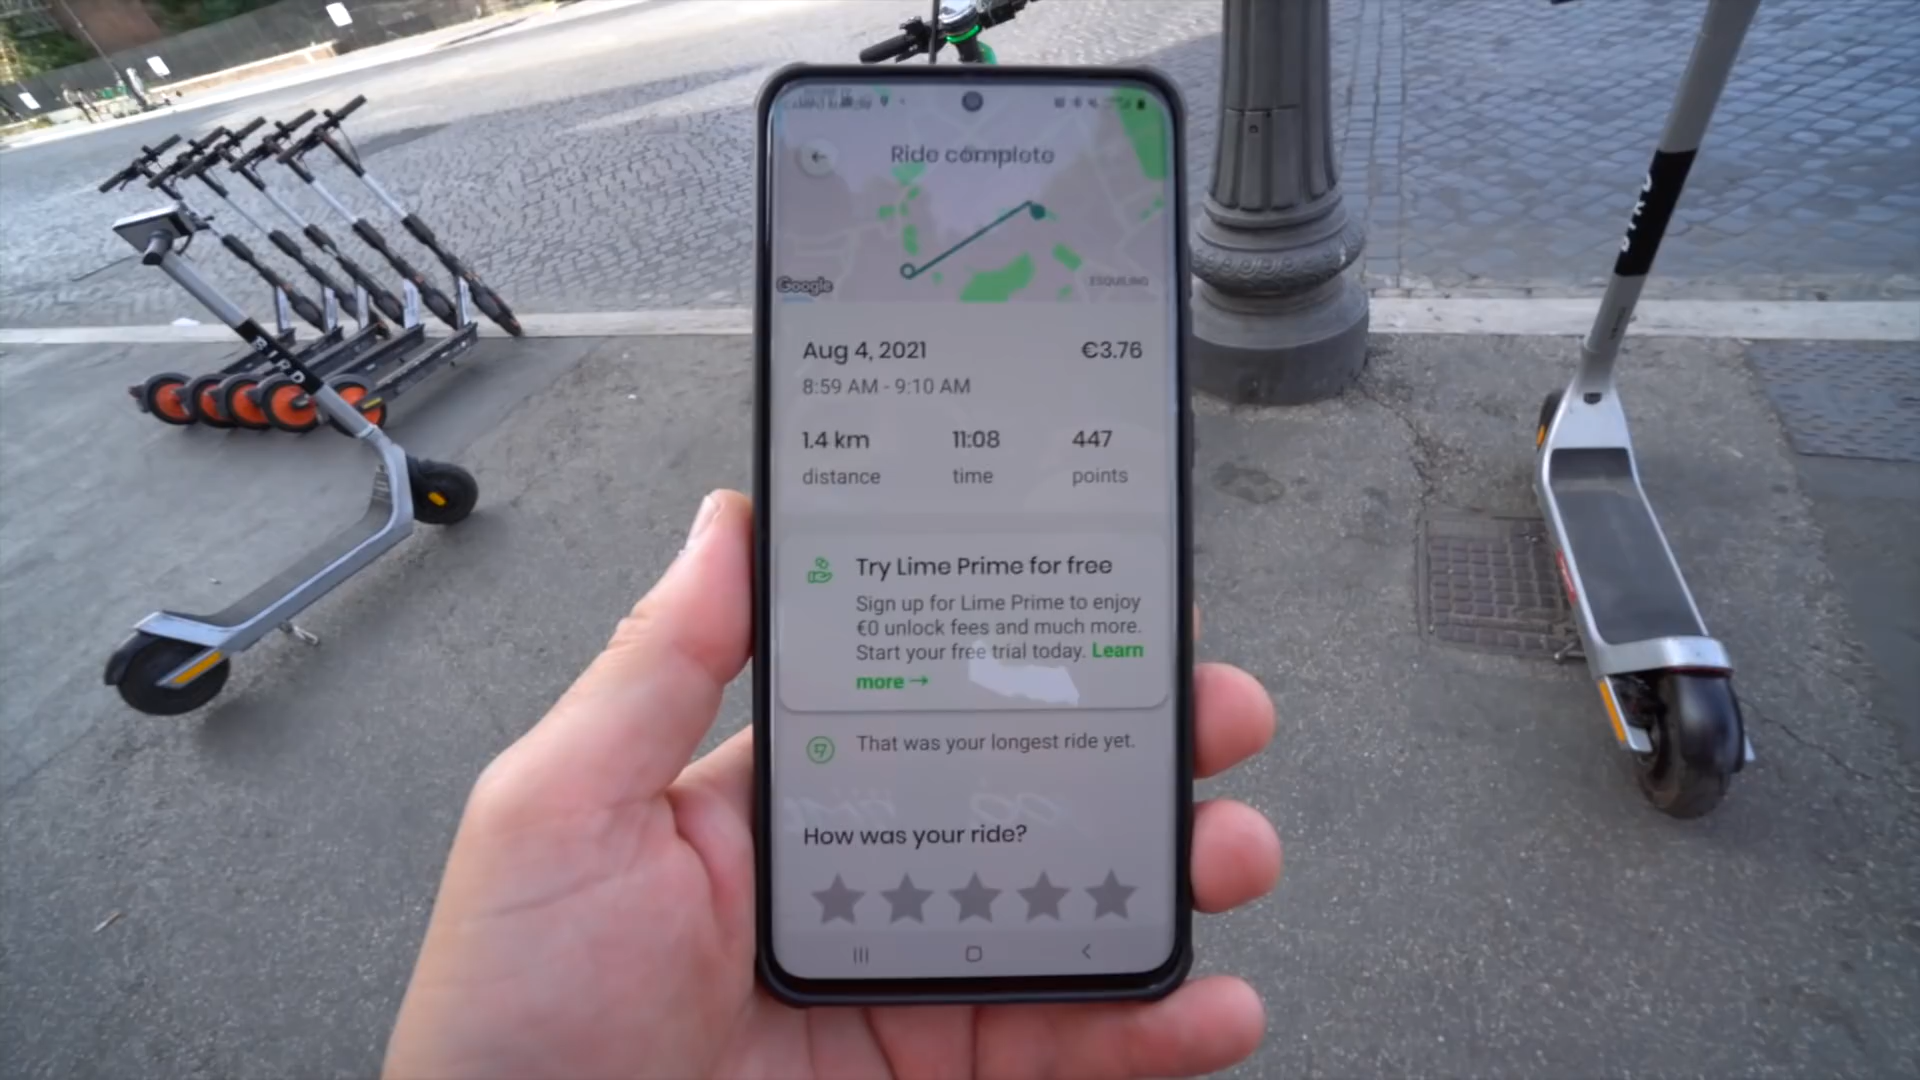 Ride complete
Google
ESQUILINO
Aug 4, 2021
€3.76
8:59 AM - 9:10 AM
1.4 km
11:08
447
distance
time
points
Try Lime Prime for free
Sign up for Lime Prime to enjoy
€0 unlock fees and much more.
Start your free trial today. Learn
more →
That was your longest ride yet.
How was your ride?
BIRD
BIRD